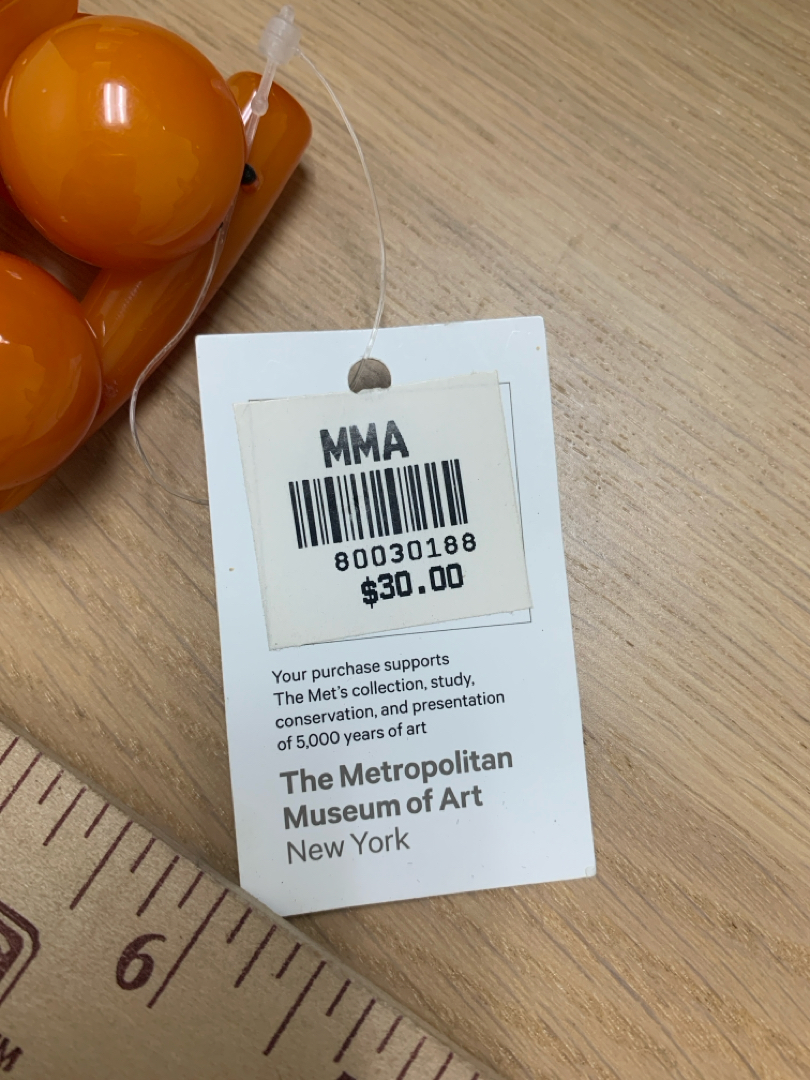 MMA
80030188
$30.00
Your purchase supports
The Met's collection, study,
conservation, and presentation
of 5,000 years of art
The Metropolitan
Museum of Art
New York
6